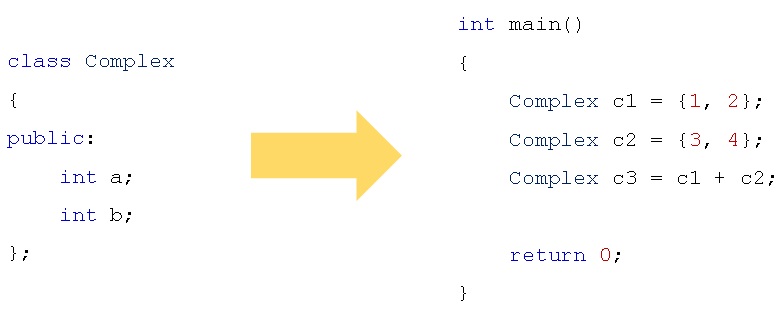 class Complex
{
public:
    int a;
    int b;
};
int main()
{
    Complex c1 = {1, 2};
    Complex c2 = {3, 4};
    Complex c3 = c1 + c2;
    return 0;
}